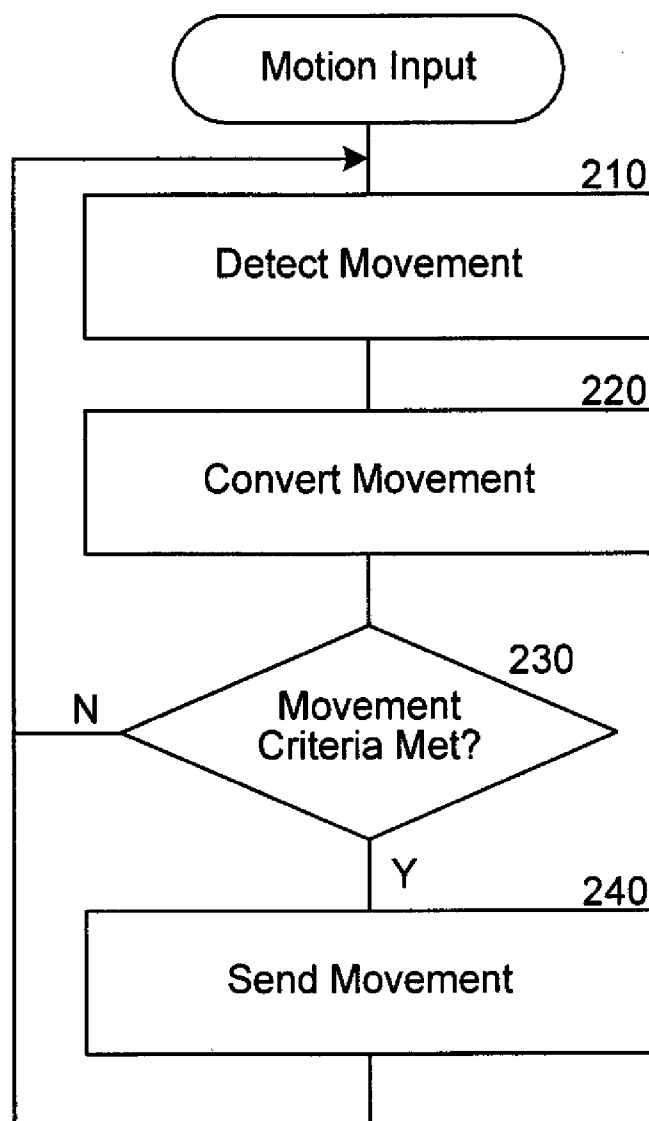 Motion Input
210
Detect Movement
220
Convert Movement
230
Movement
Criteria Met?
N
Y
240
Send Movement